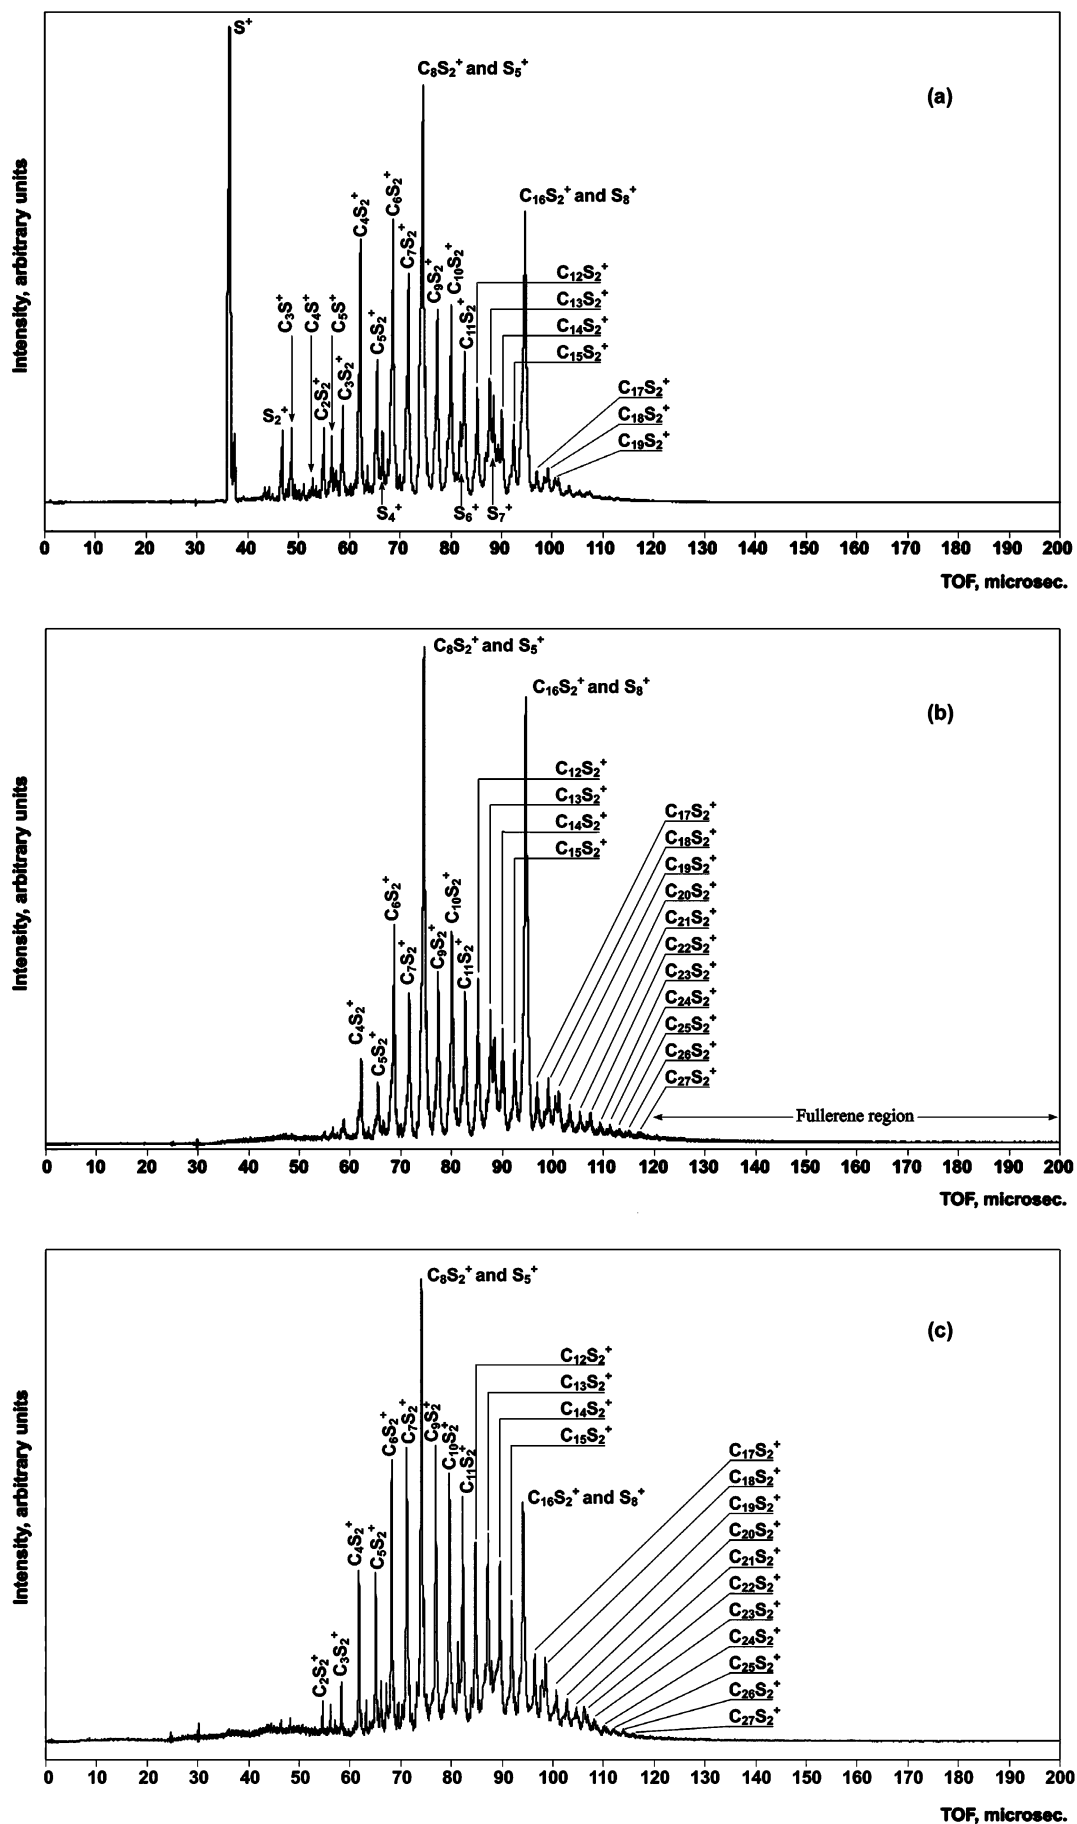 S⁺
C₈S₂⁺ and S₅⁺
(a)
C₁₆S₂⁺ and S₈⁺
C₆S₂⁺
C₄S₂⁺
C₇S₂⁺
C₉S₂⁺
C₁₀S₂⁺
C₁₂S₂⁺
C₁₃S₂⁺
C₁₄S₂⁺
C₁₅S₂⁺
C₃S⁺
C₄S⁺
C₅S⁺
C₅S₂⁺
C₁₁S₂⁺
C₃S₂⁺
C₂S₂⁺
S₂⁺
C₁₇S₂⁺
C₁₈S₂⁺
C₁₉S₂⁺
S₄⁺
S₆⁺
S₇⁺
Intensity, arbitrary units
0 10 20 30 40 50 60 70 80 90 100 110 120 130 140 150 160 170 180 190 200
TOF, microsec.
C₈S₂⁺ and S₅⁺
C₁₆S₂⁺ and S₈⁺
(b)
C₁₂S₂⁺
C₁₃S₂⁺
C₁₄S₂⁺
C₁₅S₂⁺
C₁₇S₂⁺
C₁₈S₂⁺
C₁₉S₂⁺
C₂₀S₂⁺
C₂₁S₂⁺
C₂₂S₂⁺
C₂₃S₂⁺
C₂₄S₂⁺
C₂₅S₂⁺
C₂₆S₂⁺
C₂₇S₂⁺
C₆S₂⁺
C₁₀S₂⁺
C₇S₂⁺
C₉S₂⁺
C₁₁S₂⁺
C₄S₂⁺
C₅S₂⁺
Fullerene region
Intensity, arbitrary units
0 10 20 30 40 50 60 70 80 90 100 110 120 130 140 150 160 170 180 190 200
TOF, microsec.
C₈S₂⁺ and S₅⁺
(c)
C₁₂S₂⁺
C₁₃S₂⁺
C₁₄S₂⁺
C₁₅S₂⁺
C₆S₂⁺
C₇S₂⁺
C₉S₂⁺
C₁₀S₂⁺
C₁₁S₂⁺
C₁₆S₂⁺ and S₈⁺
C₁₇S₂⁺
C₁₈S₂⁺
C₁₉S₂⁺
C₂₀S₂⁺
C₂₁S₂⁺
C₂₂S₂⁺
C₂₃S₂⁺
C₂₄S₂⁺
C₂₅S₂⁺
C₂₆S₂⁺
C₂₇S₂⁺
C₄S₂⁺
C₅S₂⁺
C₂S₂⁺
C₃S₂⁺
Intensity, arbitrary units
0 10 20 30 40 50 60 70 80 90 100 110 120 130 140 150 160 170 180 190 200
TOF, microsec.